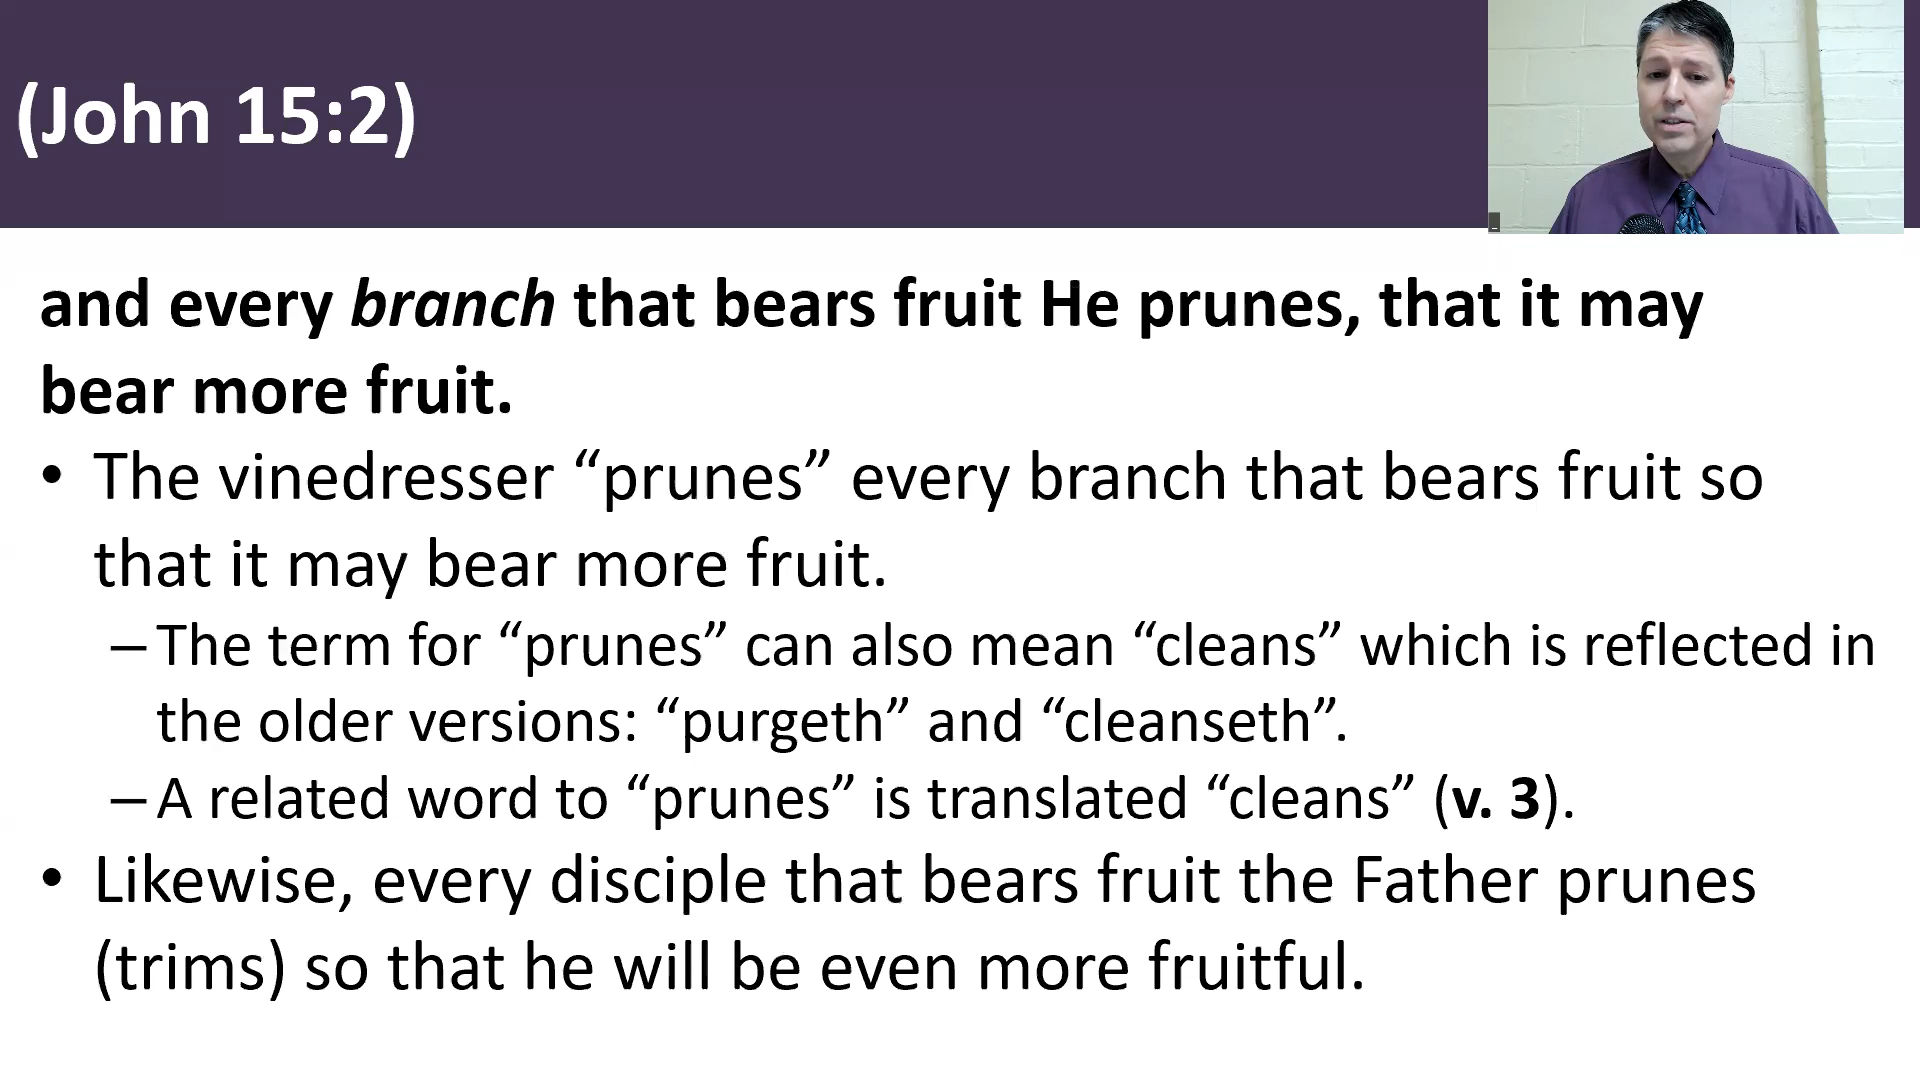 (John 15:2)
and every branch that bears fruit He prunes, that it may
bear more fruit.
• The vinedresser “prunes” every branch that bears fruit so
that it may bear more fruit.
– The term for “prunes” can also mean “cleans” which is reflected in
the older versions: “purgeth” and “cleanseth”.
– A related word to “prunes” is translated “cleans” (v. 3).
• Likewise, every disciple that bears fruit the Father prunes
(trims) so that he will be even more fruitful.